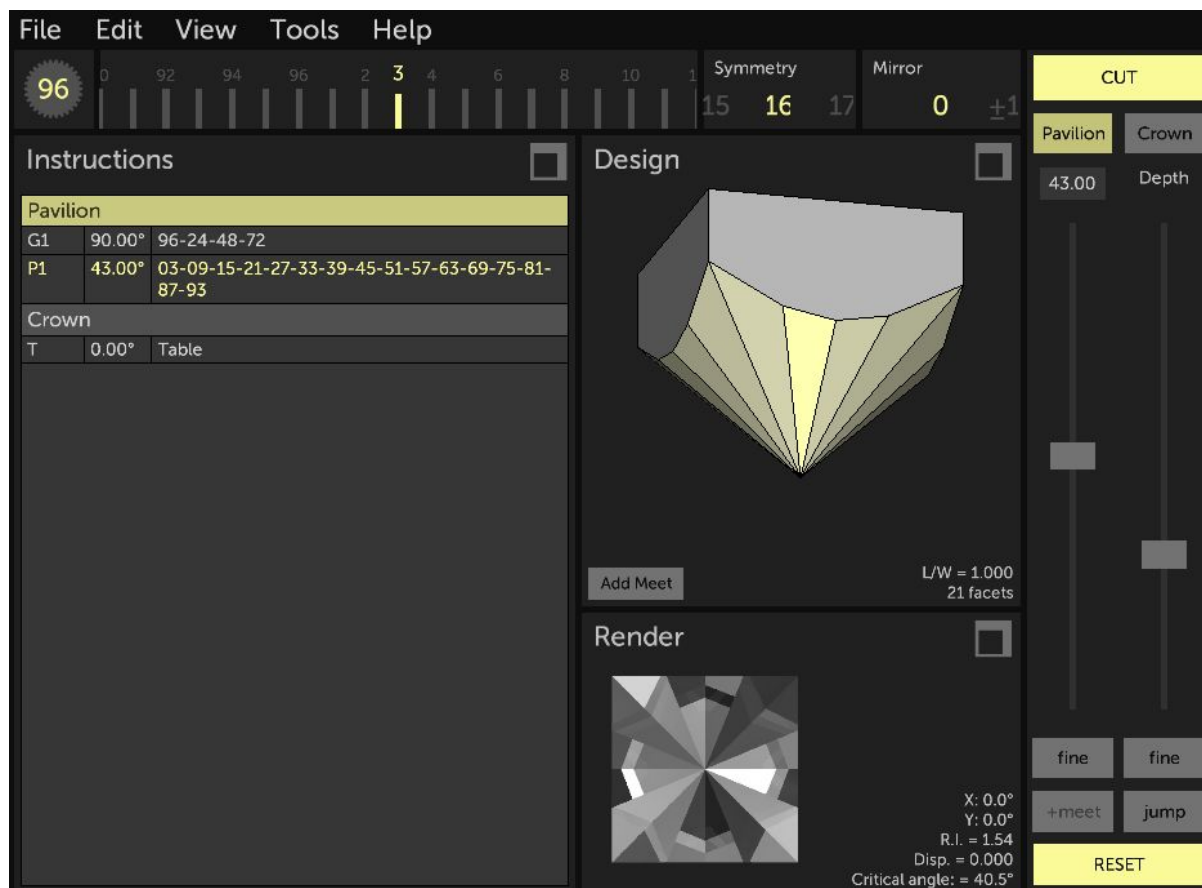 File Edit View Tools Help
96
0 92 94 96 2 3 4 6 8 10 1
Symmetry
15 16 17
Mirror
0 ±1
CUT
Pavilion Crown
43.00 Depth
Instructions
Pavilion
G1 90.00° 96-24-48-72
P1 43.00° 03-09-15-21-27-33-39-45-51-57-63-69-75-81-
87-93
Crown
T 0.00° Table
Design
Add Meet
L/W = 1.000
21 facets
Render
X: 0.0°
Y: 0.0°
R.I. = 1.54
Disp. = 0.000
Critical angle: = 40.5°
fine fine
+meet jump
RESET